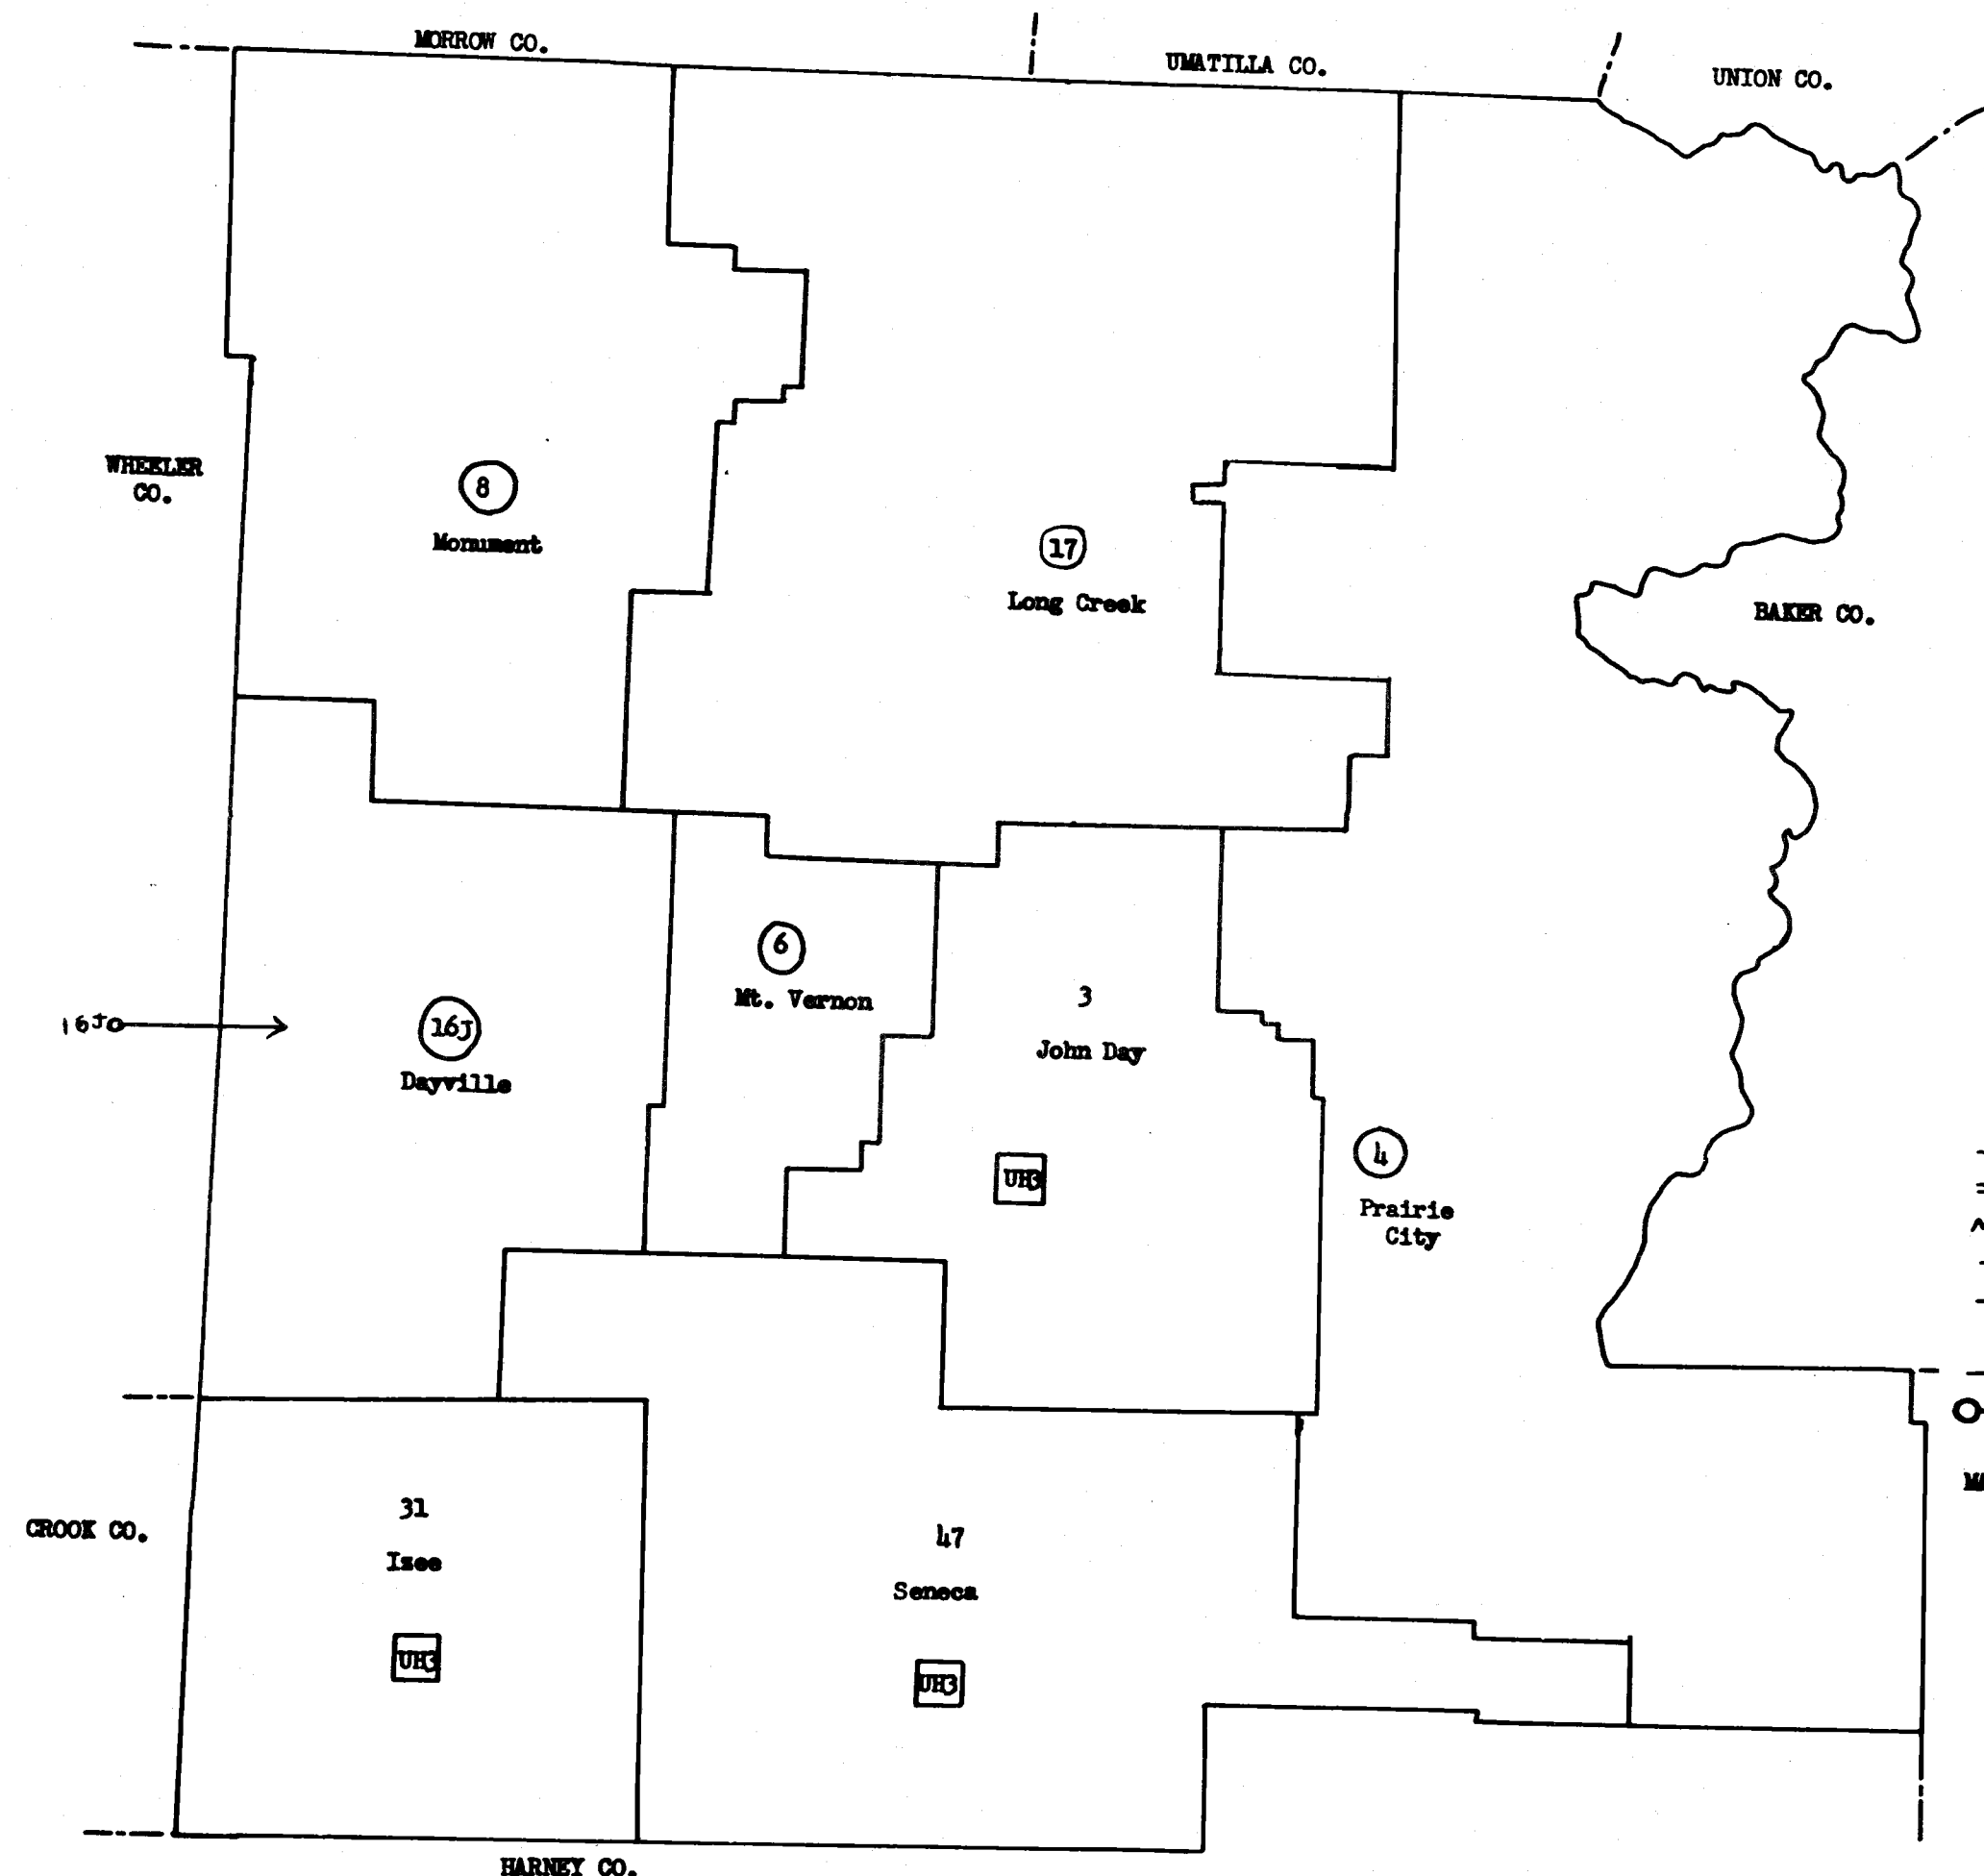 MORROW CO.
UMATILLA CO.
UNION CO.
WHEELER
CO.
8
Monument
17
Long Creek
BAKER CO.
6
Mt. Vernon
3
John Day
16J
16J
Dayville
UH3
4
Prairie
City
31
Izee
UH3
47
Seneca
UH3
CROOK CO.
HARNEY CO.